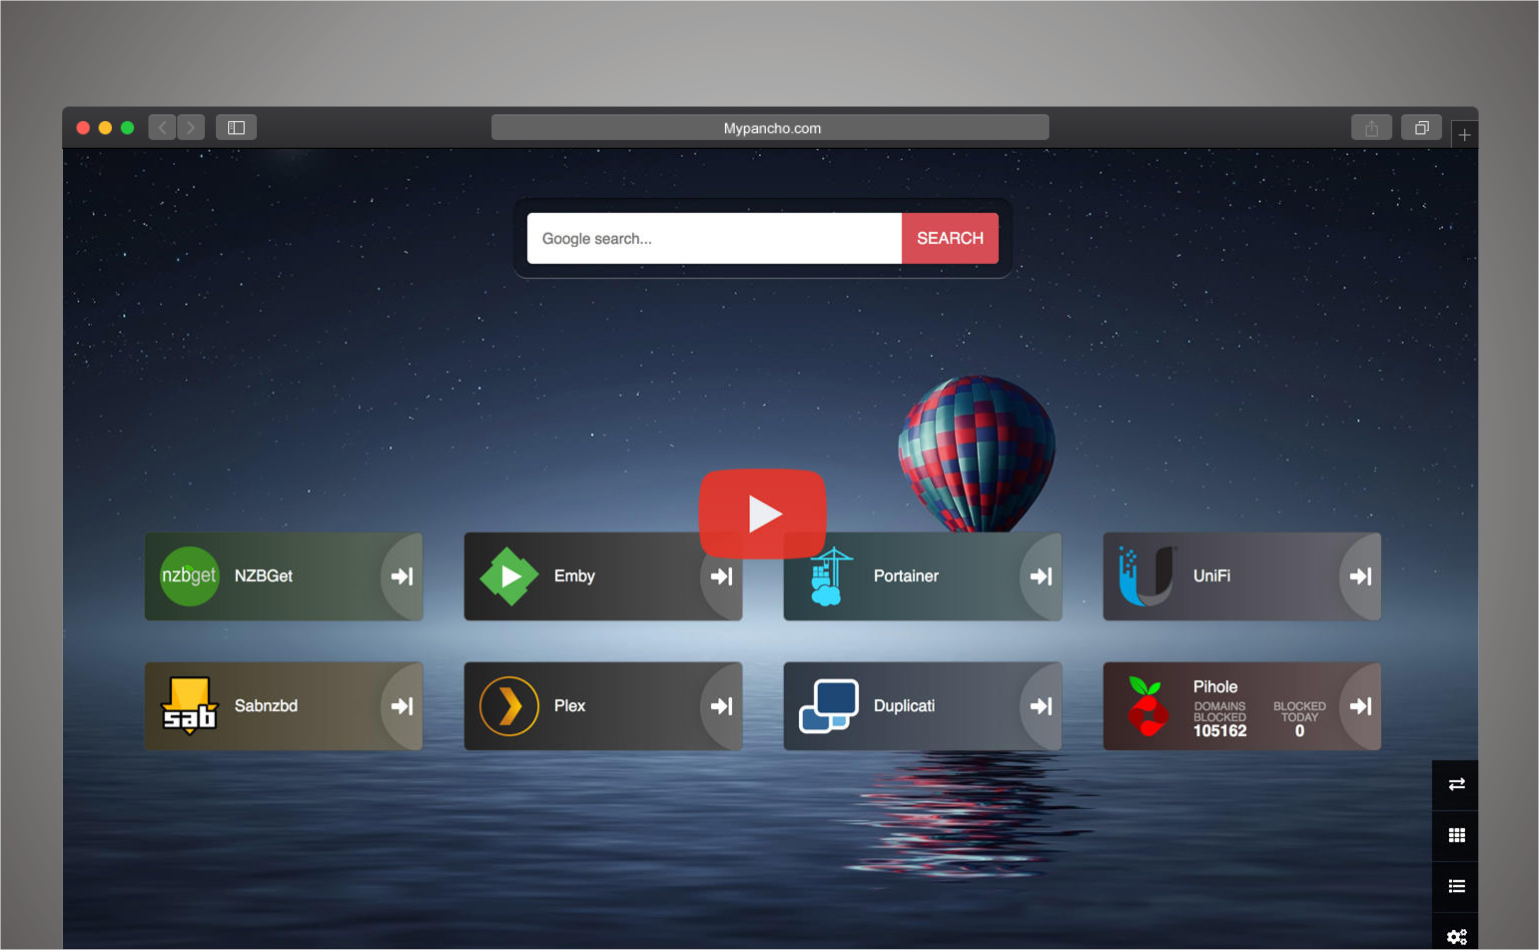 Mypancho.com
Google search...
SEARCH
nzbget
NZBGet
Emby
Portainer
UniFi
sab
Sabnzbd
Plex
Duplicati
Pihole
DOMAINS BLOCKED
105162
BLOCKED TODAY
0